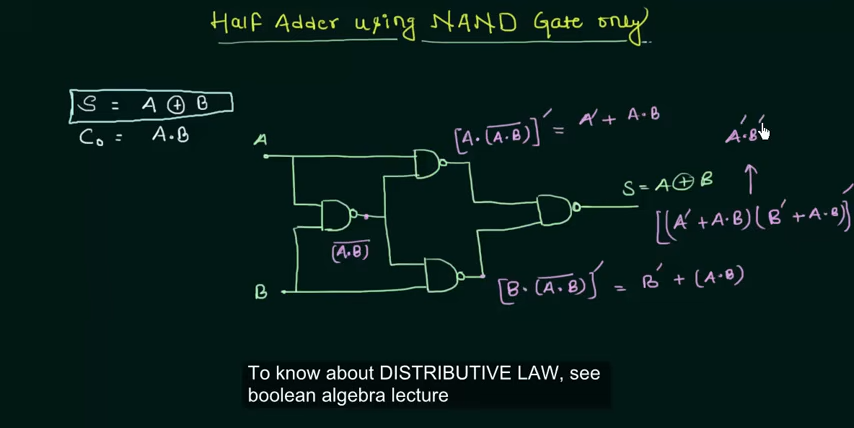 Half Adder using NAND Gate only
S = A ⊕ B
C₀ = A·B
A
[A·(A̅·̅B̅)]′ = A′ + A·B
A′·B′
S = A ⊕ B
[(A′ + A·B)(B′ + A·B)]′
(A̅·̅B̅)
B
[B·(A̅·̅B̅)]′ = B′ + (A·B)
To know about DISTRIBUTIVE LAW, see
boolean algebra lecture